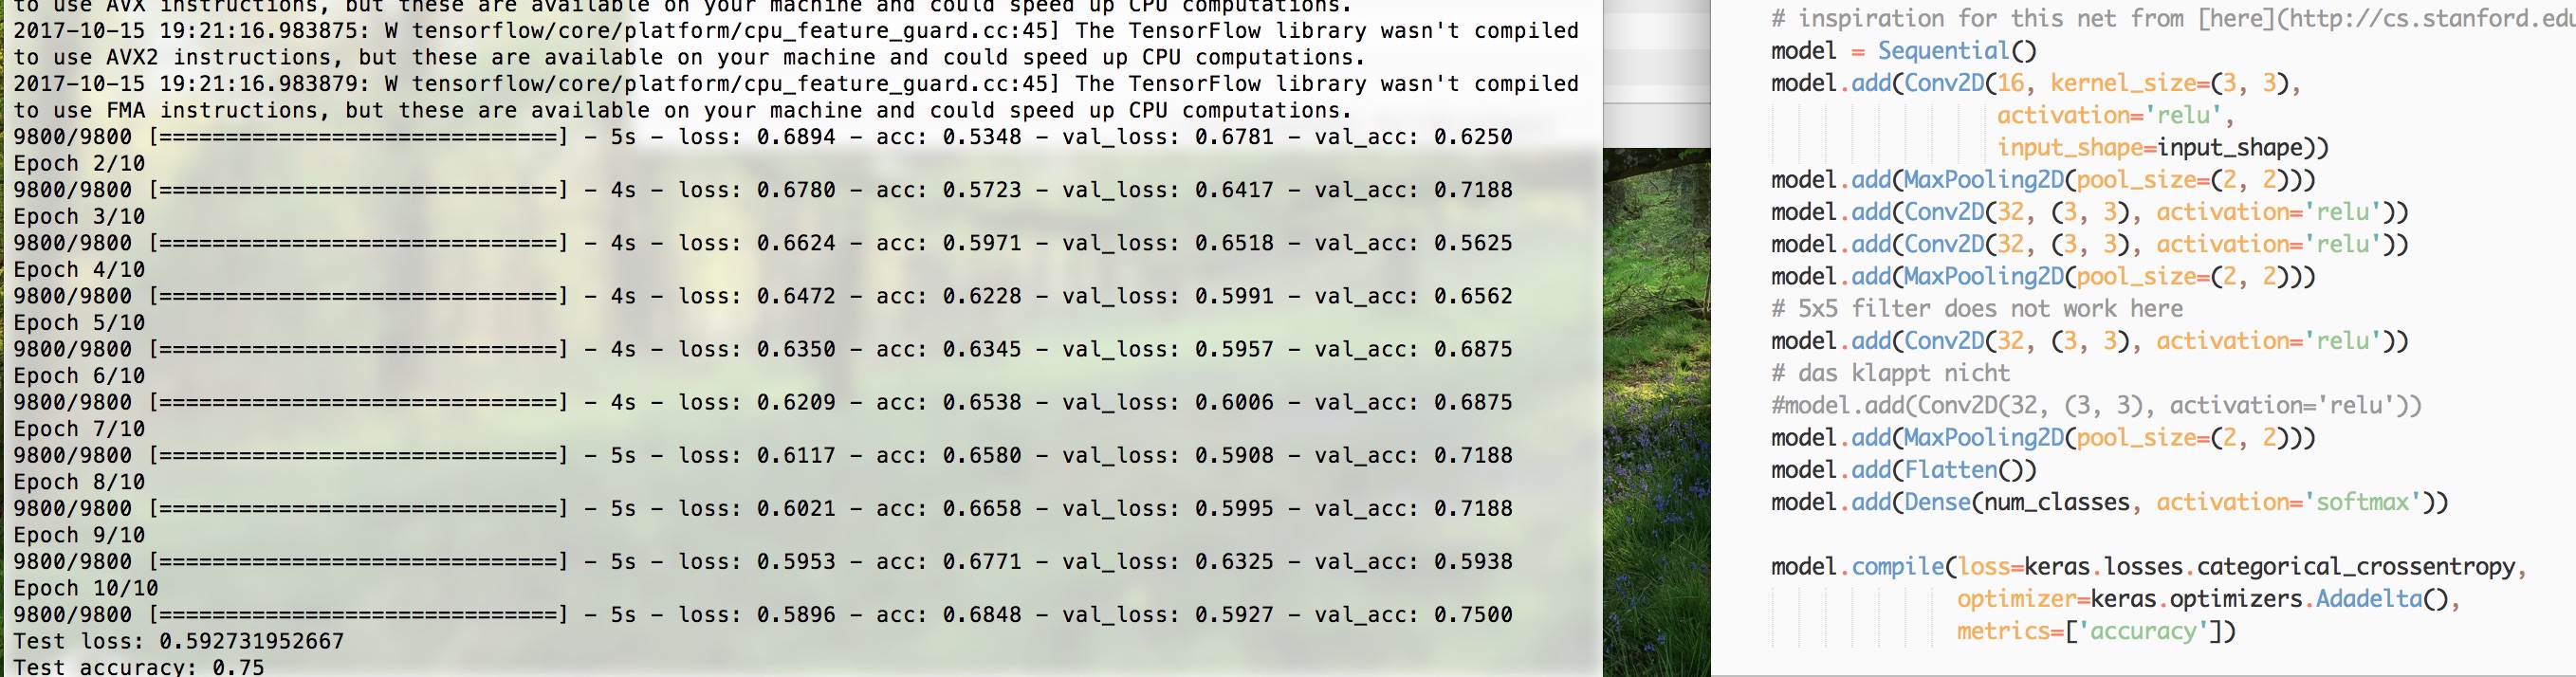 to use AVX instructions, but these are available on your machine and could speed up CPU computations.
2017-10-15 19:21:16.983875: W tensorflow/core/platform/cpu_feature_guard.cc:45] The TensorFlow library wasn't compiled
to use AVX2 instructions, but these are available on your machine and could speed up CPU computations.
2017-10-15 19:21:16.983879: W tensorflow/core/platform/cpu_feature_guard.cc:45] The TensorFlow library wasn't compiled
to use FMA instructions, but these are available on your machine and could speed up CPU computations.
9800/9800 [==============================] - 5s - loss: 0.6894 - acc: 0.5348 - val_loss: 0.6781 - val_acc: 0.6250
Epoch 2/10
9800/9800 [==============================] - 4s - loss: 0.6780 - acc: 0.5723 - val_loss: 0.6417 - val_acc: 0.7188
Epoch 3/10
9800/9800 [==============================] - 4s - loss: 0.6624 - acc: 0.5971 - val_loss: 0.6518 - val_acc: 0.5625
Epoch 4/10
9800/9800 [==============================] - 4s - loss: 0.6472 - acc: 0.6228 - val_loss: 0.5991 - val_acc: 0.6562
Epoch 5/10
9800/9800 [==============================] - 4s - loss: 0.6350 - acc: 0.6345 - val_loss: 0.5957 - val_acc: 0.6875
Epoch 6/10
9800/9800 [==============================] - 4s - loss: 0.6209 - acc: 0.6538 - val_loss: 0.6006 - val_acc: 0.6875
Epoch 7/10
9800/9800 [==============================] - 5s - loss: 0.6117 - acc: 0.6580 - val_loss: 0.5908 - val_acc: 0.7188
Epoch 8/10
9800/9800 [==============================] - 5s - loss: 0.6021 - acc: 0.6658 - val_loss: 0.5995 - val_acc: 0.7188
Epoch 9/10
9800/9800 [==============================] - 5s - loss: 0.5953 - acc: 0.6771 - val_loss: 0.6325 - val_acc: 0.5938
Epoch 10/10
9800/9800 [==============================] - 5s - loss: 0.5896 - acc: 0.6848 - val_loss: 0.5927 - val_acc: 0.7500
Test loss: 0.592731952667
Test accuracy: 0.75
# inspiration for this net from [here](http://cs.stanford.edu
model = Sequential()
model.add(Conv2D(16, kernel_size=(3, 3),
activation='relu',
input_shape=input_shape))
model.add(MaxPooling2D(pool_size=(2, 2)))
model.add(Conv2D(32, (3, 3), activation='relu'))
model.add(Conv2D(32, (3, 3), activation='relu'))
model.add(MaxPooling2D(pool_size=(2, 2)))
# 5x5 filter does not work here
model.add(Conv2D(32, (3, 3), activation='relu'))
# das klappt nicht
#model.add(Conv2D(32, (3, 3), activation='relu'))
model.add(MaxPooling2D(pool_size=(2, 2)))
model.add(Flatten())
model.add(Dense(num_classes, activation='softmax'))
model.compile(loss=keras.losses.categorical_crossentropy,
optimizer=keras.optimizers.Adadelta(),
metrics=['accuracy'])